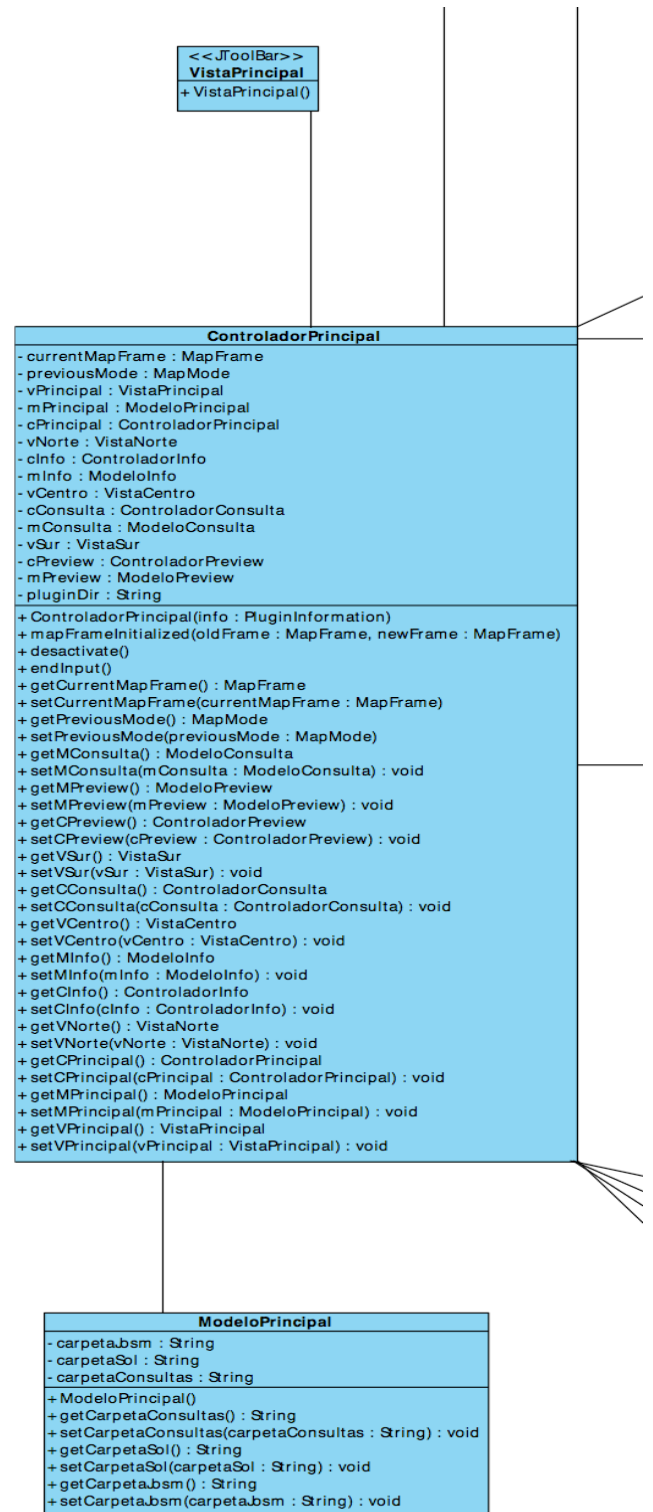 <<JToolBar>>
VistaPrincipal
+ VistaPrincipal()
ControladorPrincipal
- currentMapFrame : MapFrame
- previousMode : MapMode
- vPrincipal : VistaPrincipal
- mPrincipal : ModeloPrincipal
- cPrincipal : ControladorPrincipal
- vNorte : VistaNorte
- cInfo : ControladorInfo
- mInfo : ModeloInfo
- vCentro : VistaCentro
- cConsulta : ControladorConsulta
- mConsulta : ModeloConsulta
- vSur : VistaSur
- cPreview : ControladorPreview
- mPreview : ModeloPreview
- pluginDir : String
+ ControladorPrincipal(info : PluginInformation)
+ mapFrameInitialized(oldFrame : MapFrame, newFrame : MapFrame)
+ desactivate()
+ endInput()
+ getCurrentMapFrame() : MapFrame
+ setCurrentMapFrame(currentMapFrame : MapFrame)
+ getPreviousMode() : MapMode
+ setPreviousMode(previousMode : MapMode)
+ getMConsulta() : ModeloConsulta
+ setMConsulta(mConsulta : ModeloConsulta) : void
+ getMPreview() : ModeloPreview
+ setMPreview(mPreview : ModeloPreview) : void
+ getCPreview() : ControladorPreview
+ setCPreview(cPreview : ControladorPreview) : void
+ getVSur() : VistaSur
+ setVSur(vSur : VistaSur) : void
+ getCConsulta() : ControladorConsulta
+ setCConsulta(cConsulta : ControladorConsulta) : void
+ getVCentro() : VistaCentro
+ setVCentro(vCentro : VistaCentro) : void
+ getMInfo() : ModeloInfo
+ setMInfo(mInfo : ModeloInfo) : void
+ getCInfo() : ControladorInfo
+ setCInfo(cInfo : ControladorInfo) : void
+ getVNorte() : VistaNorte
+ setVNorte(vNorte : VistaNorte) : void
+ getCPrincipal() : ControladorPrincipal
+ setCPrincipal(cPrincipal : ControladorPrincipal) : void
+ getMPrincipal() : ModeloPrincipal
+ setMPrincipal(mPrincipal : ModeloPrincipal) : void
+ getVPrincipal() : VistaPrincipal
+ setVPrincipal(vPrincipal : VistaPrincipal) : void
ModeloPrincipal
- carpetaJosm : String
- carpetaSol : String
- carpetaConsultas : String
+ ModeloPrincipal()
+ getCarpetaConsultas() : String
+ setCarpetaConsultas(carpetaConsultas : String) : void
+ getCarpetaSol() : String
+ setCarpetaSol(carpetaSol : String) : void
+ getCarpetaJosm() : String
+ setCarpetaJosm(carpetaJosm : String) : void